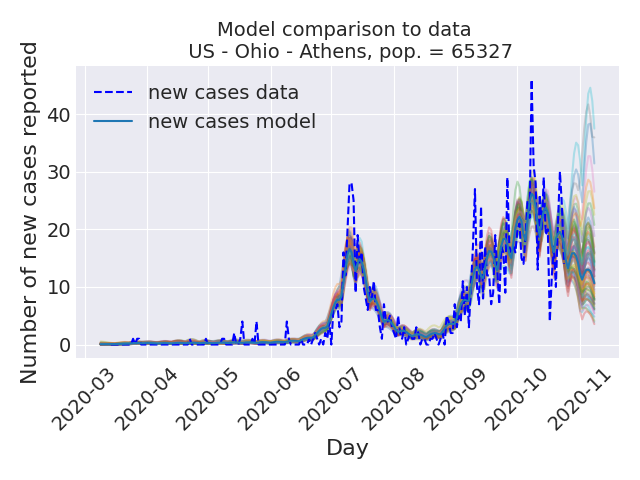 Model comparison to data
US - Ohio - Athens, pop. = 65327
Number of new cases reported
new cases data
new cases model
40
30
20
10
0
2020-03
2020-04
2020-05
2020-06
2020-07
2020-08
2020-09
2020-10
2020-11
Day